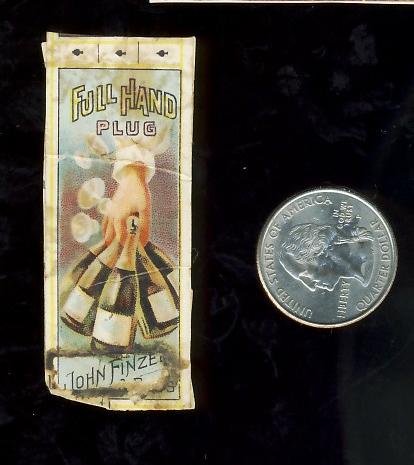 FULL HAND
PLUG
JOHN FINZE
UNITED STATES OF AMERICA
LIBERTY
IN GOD WE TRUST
QUARTER DOLLAR